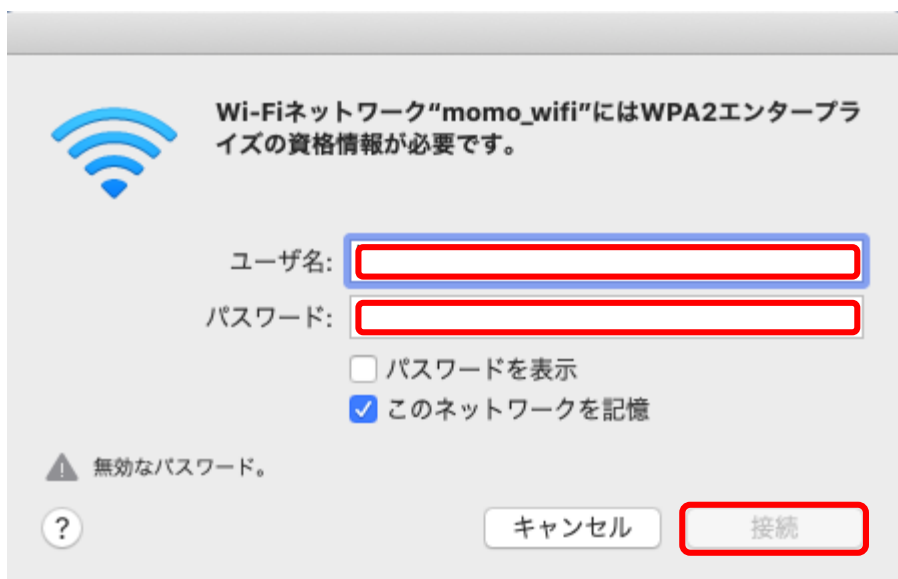 Wi-Fiネットワーク“momo_wifi”にはWPA2エンタープラ
イズの資格情報が必要です。
ユーザ名:
パスワード:
パスワードを表示
このネットワークを記憶
無効なパスワード。
?
キャンセル
接続